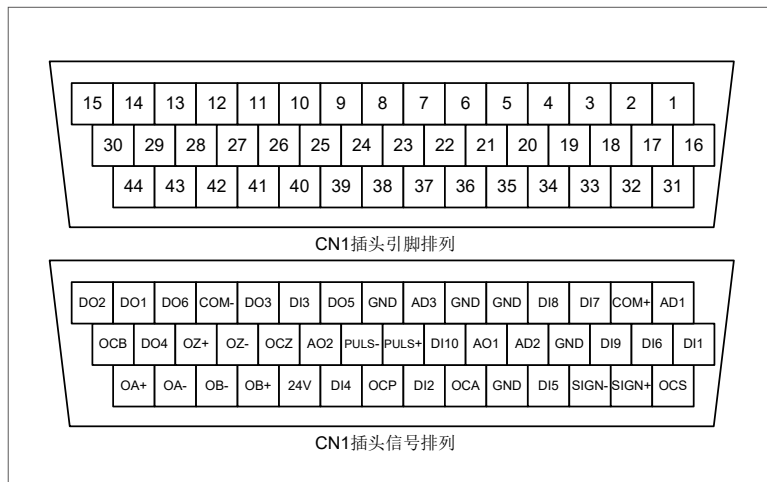 15 14 13 12 11 10 9 8 7 6 5 4 3 2 1
30 29 28 27 26 25 24 23 22 21 20 19 18 17 16
44 43 42 41 40 39 38 37 36 35 34 33 32 31
CN1插头引脚排列
DO2 DO1 DO6 COM- DO3 DI3 DO5 GND AD3 GND GND DI8 DI7 COM+ AD1
OCB DO4 OZ+ OZ- OCZ AO2 PULS- PULS+ DI10 AO1 AD2 GND DI9 DI6 DI1
OA+ OA- OB- OB+ 24V DI4 OCP DI2 OCA GND DI5 SIGN- SIGN+ OCS
CN1插头信号排列